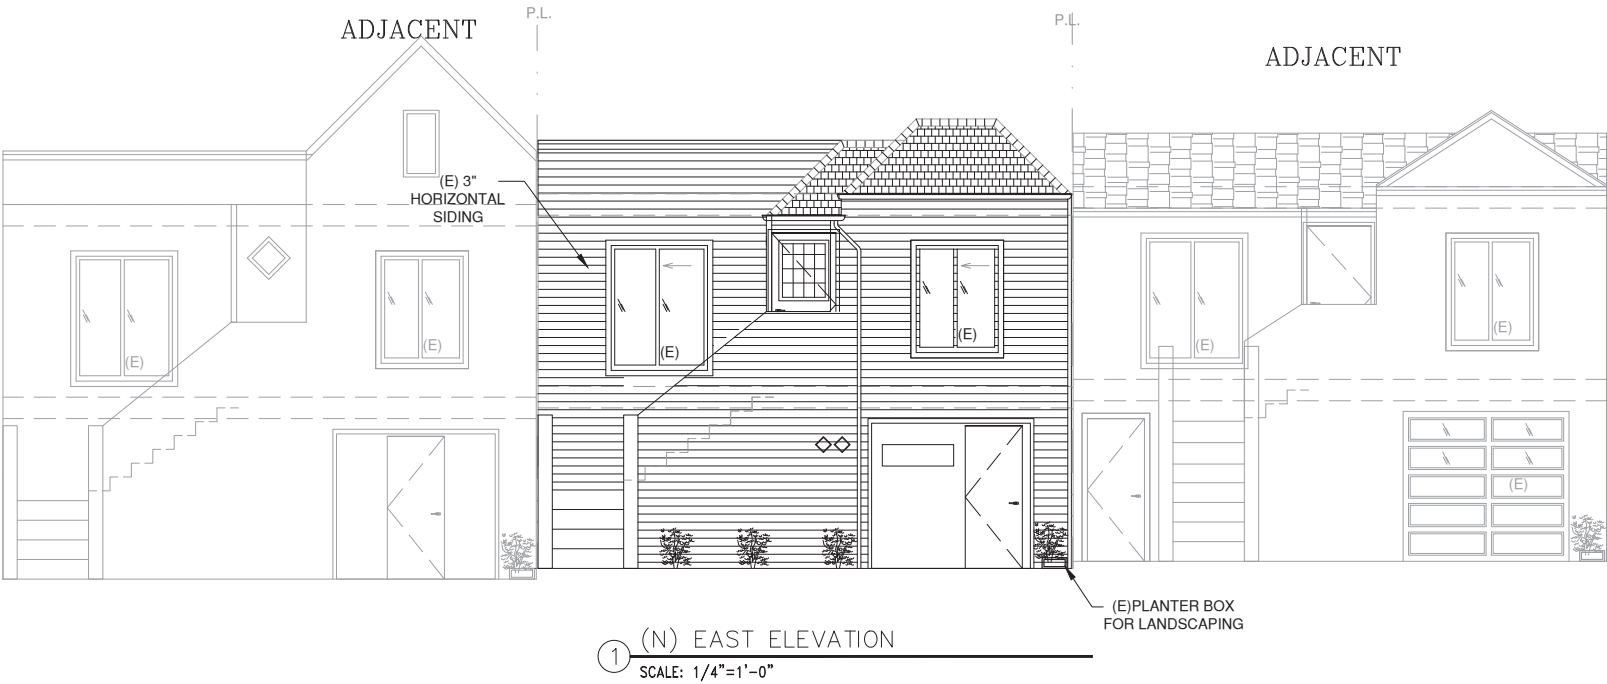 P.L.
P.L.
ADJACENT
ADJACENT
(E) 3"
HORIZONTAL
SIDING
(E)
(E)
(E)
(E)
(E)
(E)
(E)
(E)PLANTER BOX
FOR LANDSCAPING
1
(N) EAST ELEVATION
SCALE: 1/4"=1'-0"